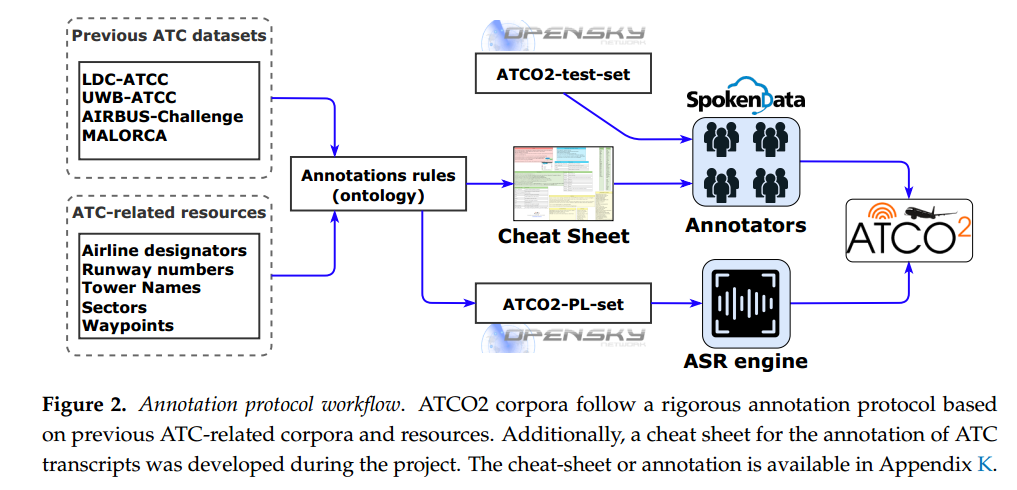 Previous ATC datasets
LDC-ATCC
UWB-ATCC
AIRBUS-Challenge
MALORCA
ATC-related resources
Airline designators
Runway numbers
Tower Names
Sectors
Waypoints
Annotations rules
(ontology)
OPENSKY
NETWORK
ATCO2-test-set
Cheat Sheet
ATCO2-PL-set
OPENSKY
NETWORK
SpokenData
Annotators
ASR engine
ATCO2
Figure 2. Annotation protocol workflow. ATCO2 corpora follow a rigorous annotation protocol based
on previous ATC-related corpora and resources. Additionally, a cheat sheet for the annotation of ATC
transcripts was developed during the project. The cheat-sheet or annotation is available in Appendix K.